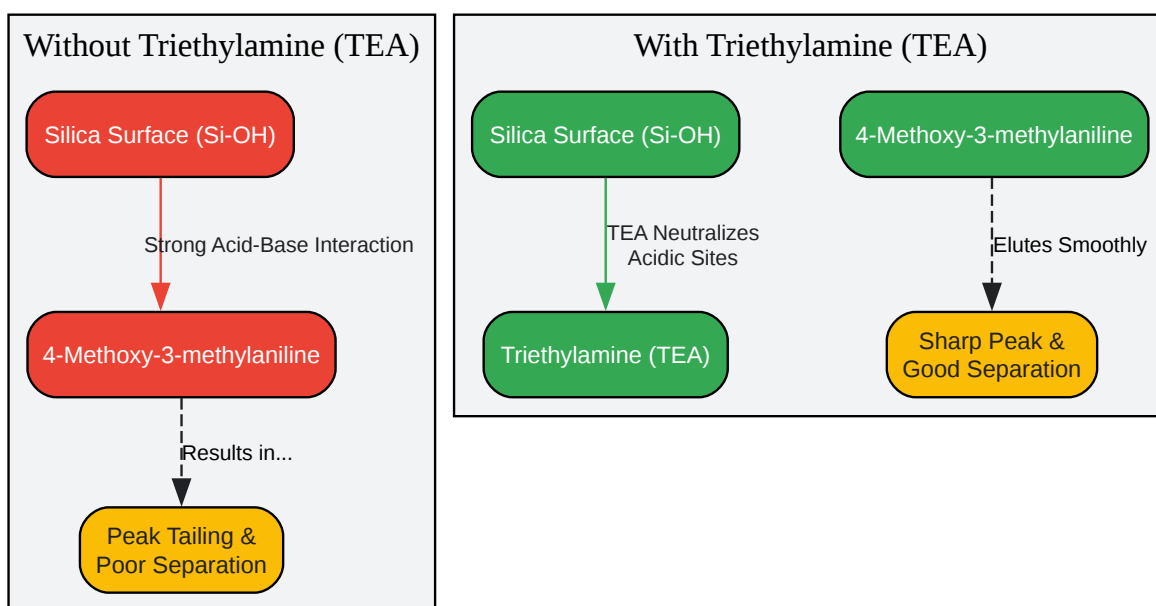 Without Triethylamine (TEA)
Silica Surface (Si-OH)
Strong Acid-Base Interaction
4-Methoxy-3-methylaniline
Results in...
Peak Tailing &
Poor Separation
With Triethylamine (TEA)
Silica Surface (Si-OH)
TEA Neutralizes
Acidic Sites
Triethylamine (TEA)
4-Methoxy-3-methylaniline
Elutes Smoothly
Sharp Peak &
Good Separation